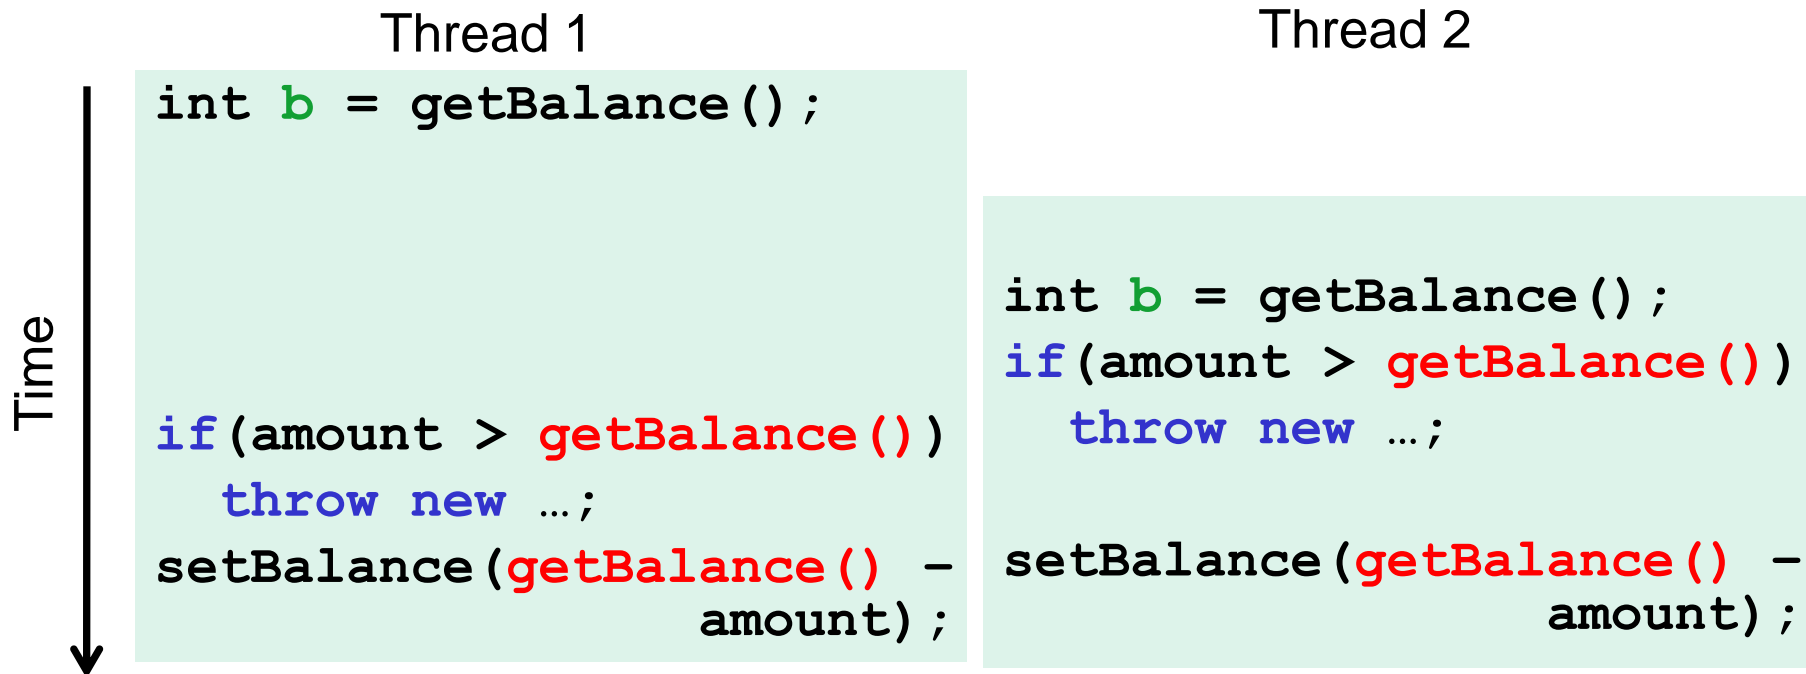 Thread 1
Thread 2
Time
int b = getBalance();
if(amount > getBalance())
  throw new …;
setBalance(getBalance() –
amount);
int b = getBalance();
if(amount > getBalance())
  throw new …;
setBalance(getBalance() –
amount);